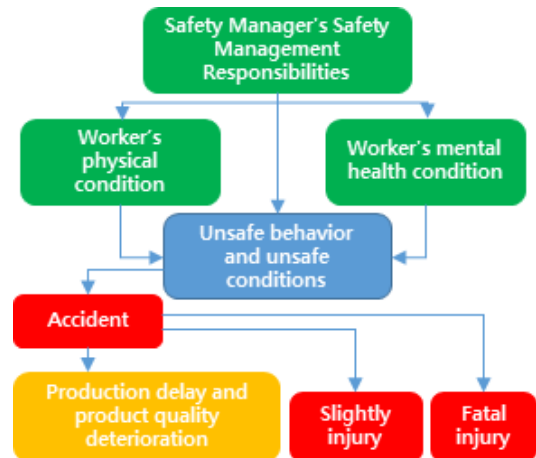 Safety Manager's Safety
Management
Responsibilities
Worker's
physical
condition
Worker's mental
health condition
Unsafe behavior
and unsafe
conditions
Accident
Production delay and
product quality
deterioration
Slightly
injury
Fatal
injury